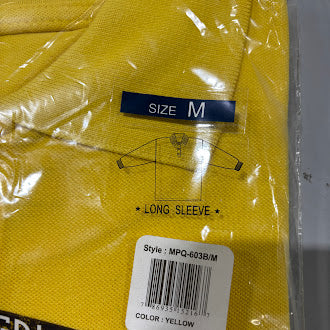 SIZE M
★ LONG SLEEVE ★
Style : MPQ-603B/M
COLOR : YELLOW